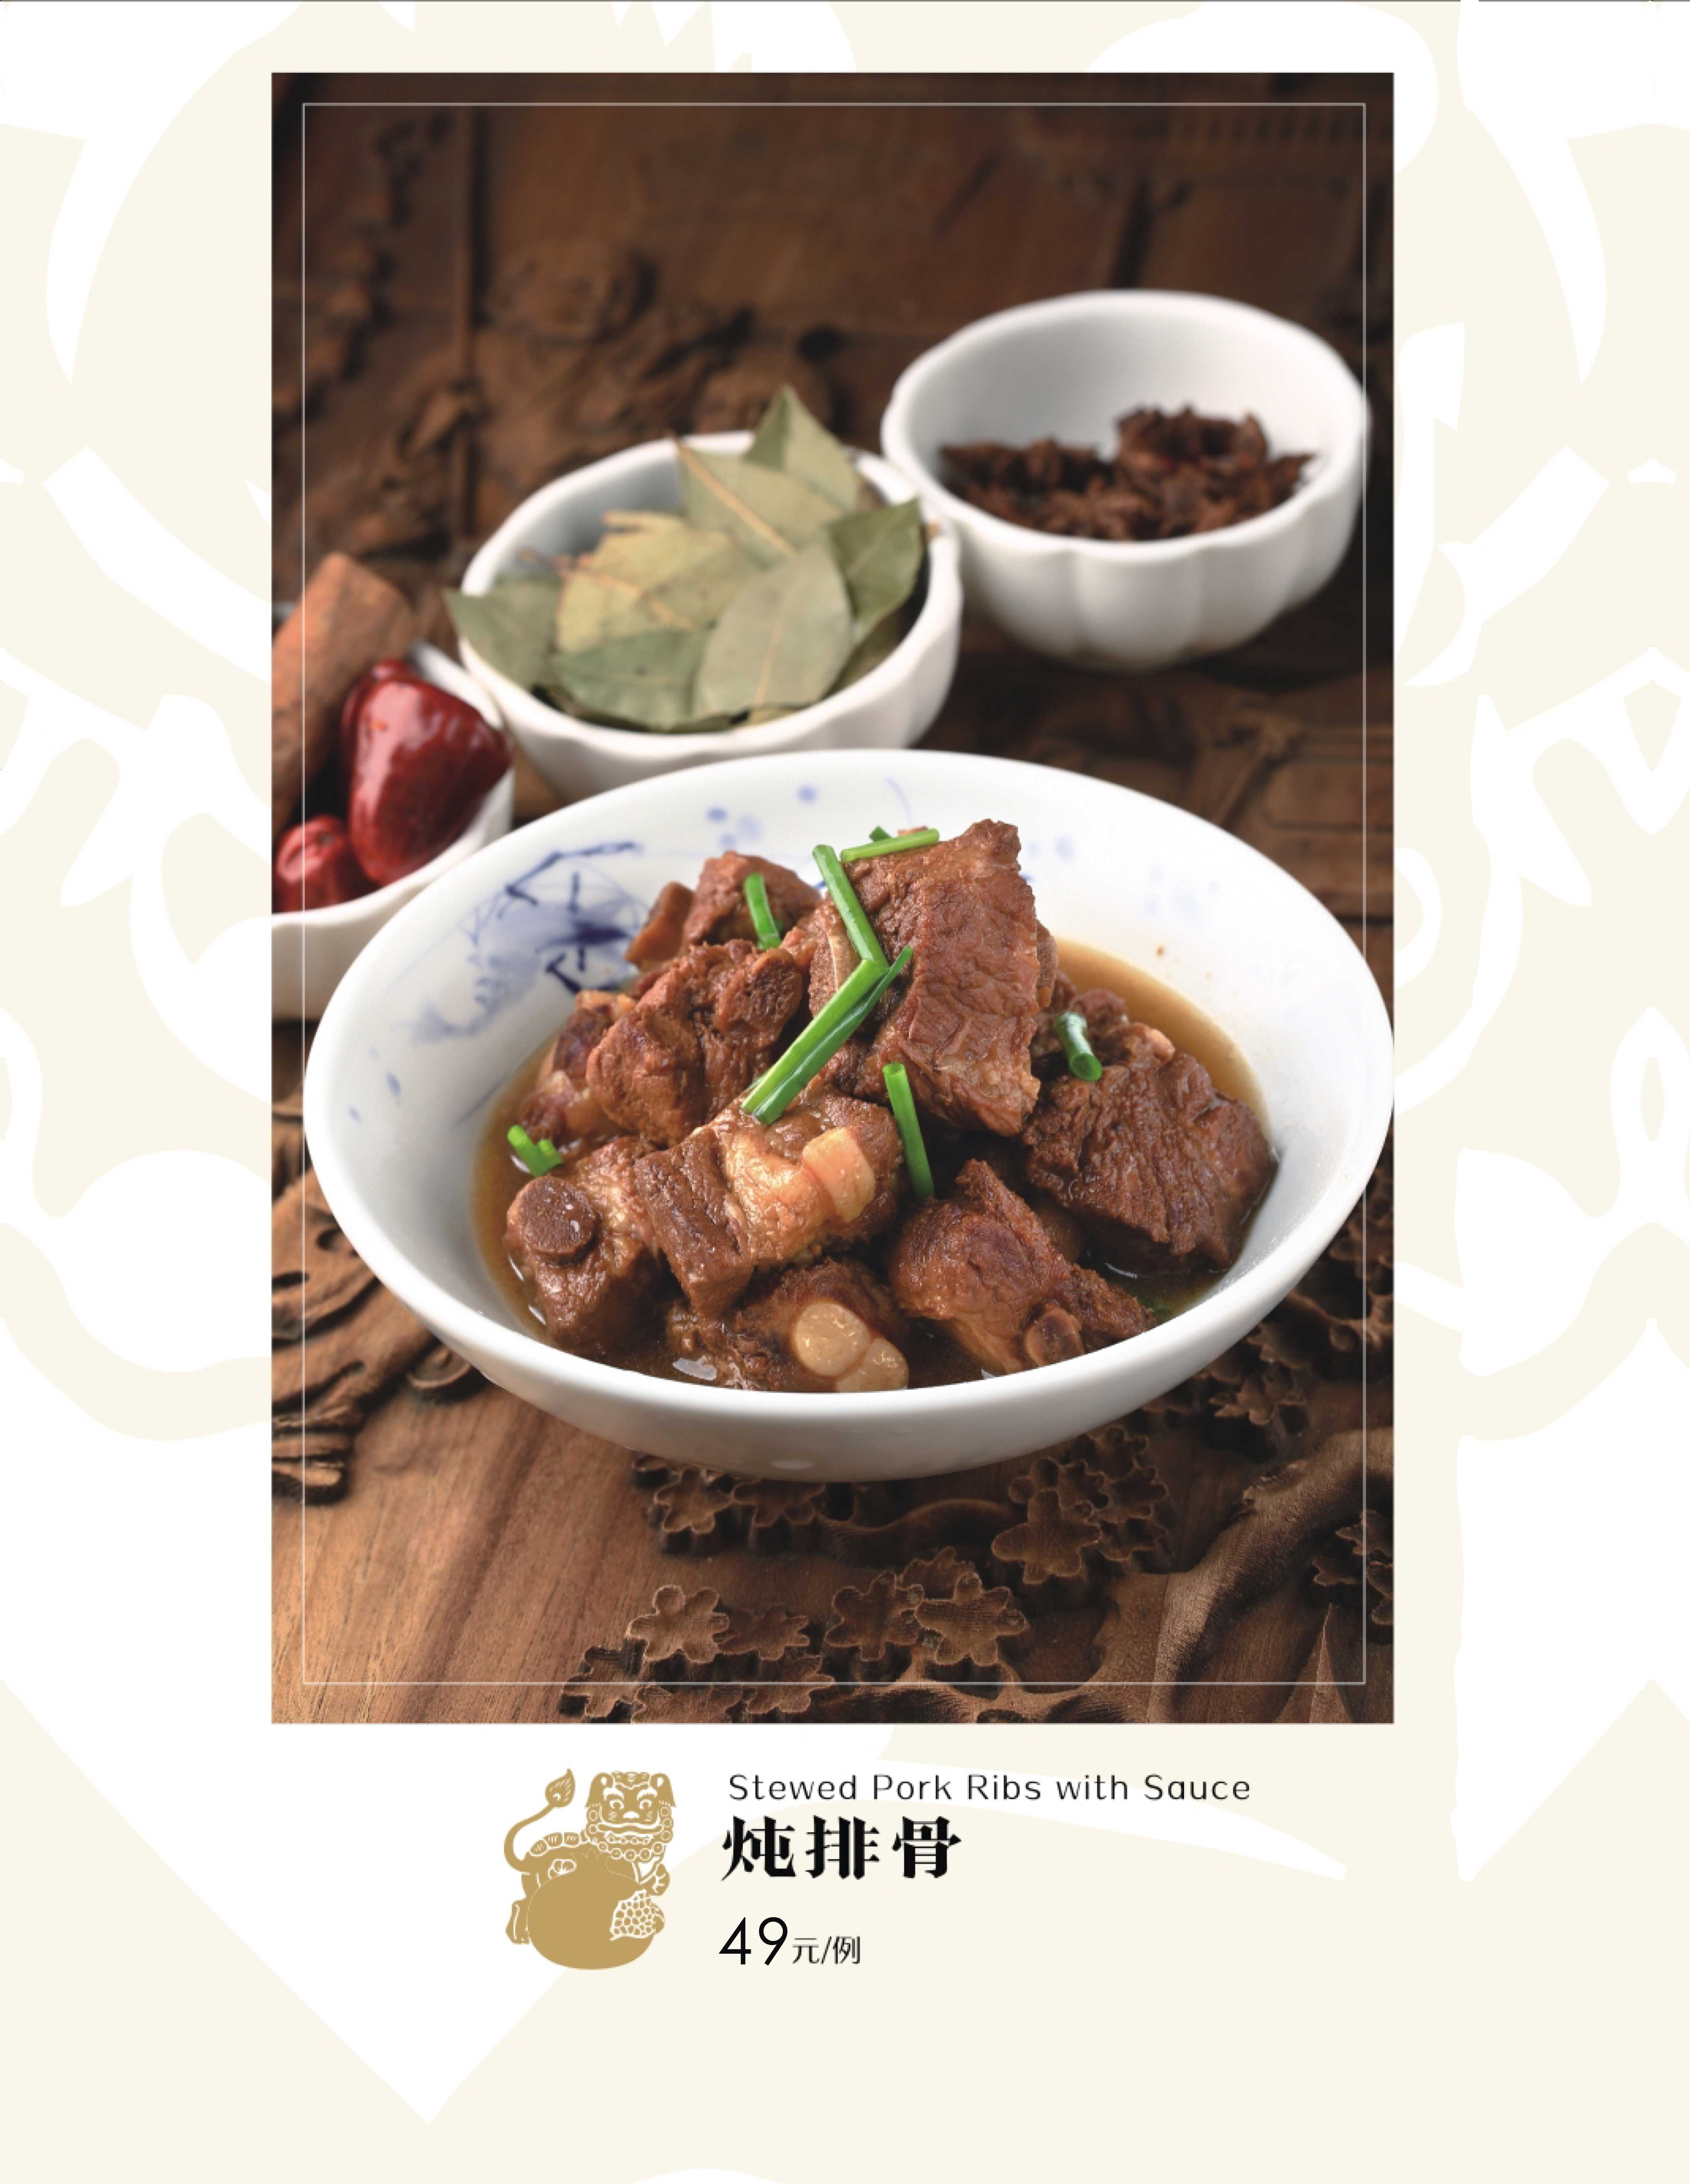 Stewed Pork Ribs with Sauce
炖排骨
49元/例